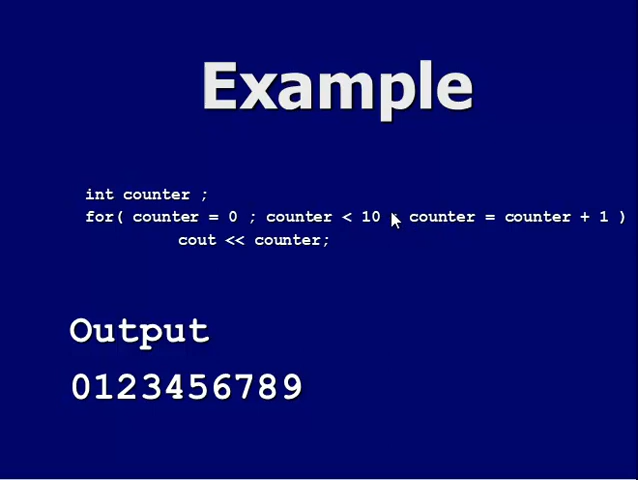 Example
int counter ;
for( counter = 0 ; counter < 10 ; counter = counter + 1 )
cout << counter;
Output
0123456789